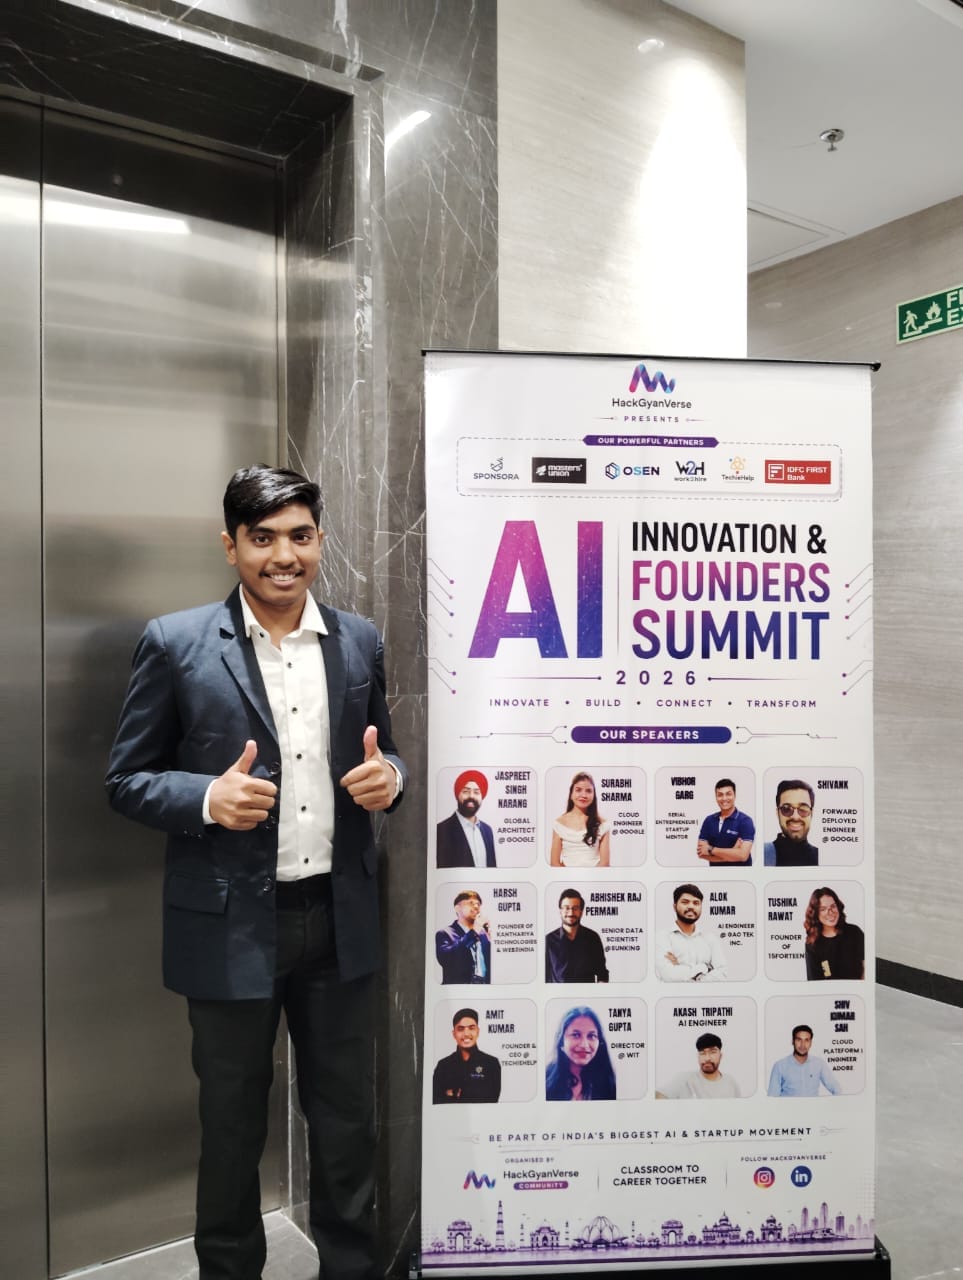 FI
EX
HackGyanVerse
PRESENTS
OUR POWERFUL PARTNERS
SPONSORA
masters' union
OSEN
W2H
work2hire
TechieHelp
IDFC FIRST
Bank
AI
INNOVATION &
FOUNDERS
SUMMIT
2026
INNOVATE • BUILD • CONNECT • TRANSFORM
OUR SPEAKERS
JASPREET
SINGH
NARANG
GLOBAL
ARCHITECT
@ GOOGLE
SURABHI
SHARMA
CLOUD
ENGINEER
@ GOOGLE
VIBHOR
GARG
SERIAL
ENTREPRENEUR |
STARTUP
MENTOR
SHIVANK
FORWARD
DEPLOYED
ENGINEER
@ GOOGLE
HARSH
GUPTA
FOUNDER OF
KANTHARIYA
TECHNOLOGIES
& WEB3INDIA
ABHISHEK RAJ
PERMANI
SENIOR DATA
SCIENTIST
@SUNKING
ALOK
KUMAR
AI ENGINEER
@ GAO TEK
INC.
TUSHIKA
RAWAT
FOUNDER
OF
15FORTEEN
AMIT
KUMAR
FOUNDER &
CEO @
TECHIEHELP
TANYA
GUPTA
DIRECTOR
@ WIT
AKASH TRIPATHI
AI ENGINEER
SHIV
KUMAR
SAH
CLOUD
PLATEFORM |
ENGINEER
ADOBE
BE PART OF INDIA'S BIGGEST AI & STARTUP MOVEMENT
ORGANISED BY
HackGyanVerse
COMMUNITY
CLASSROOM TO
CAREER TOGETHER
FOLLOW HACKGYANVERSE
in